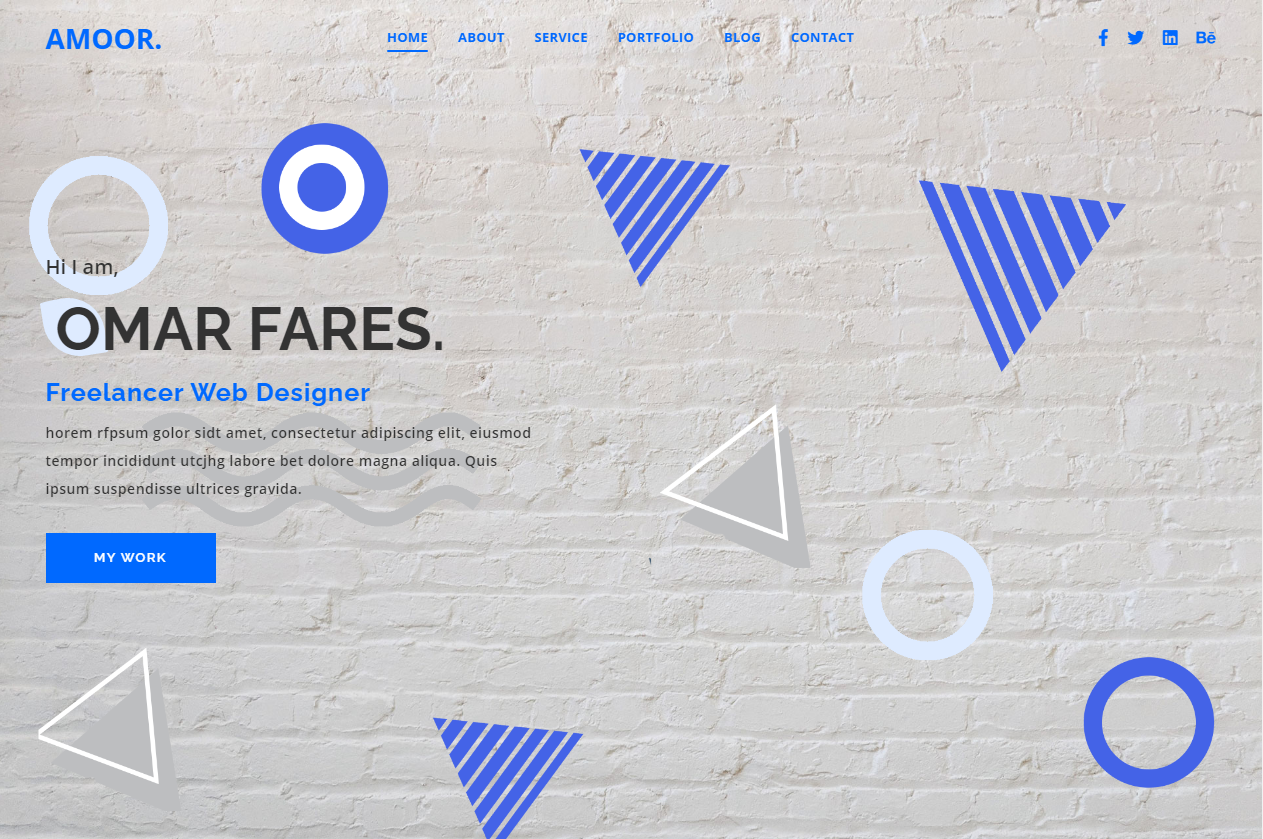 AMOOR.
HOME ABOUT SERVICE PORTFOLIO BLOG CONTACT
Bē
Hi I am,
OMAR FARES.
Freelancer Web Designer
horem rfpsum golor sidt amet, consectetur adipiscing elit, eiusmod
tempor incididunt utcjhg labore bet dolore magna aliqua. Quis
ipsum suspendisse ultrices gravida.
MY WORK